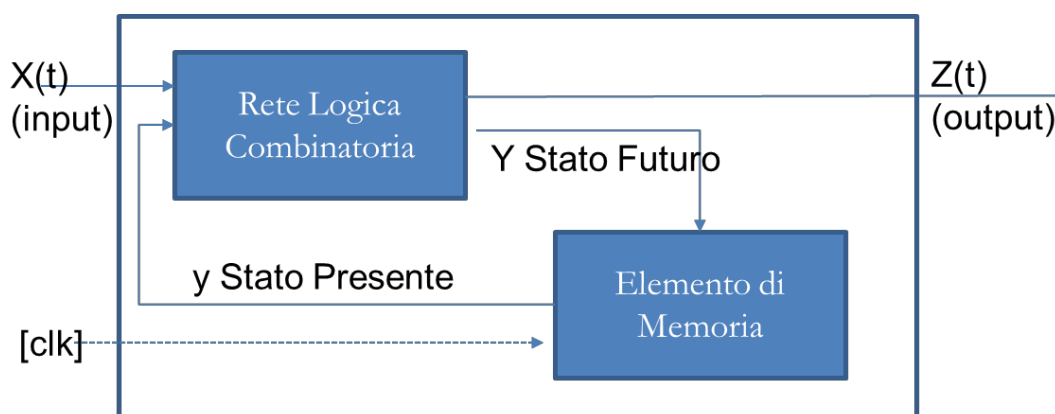 X(t)
(input)
Rete Logica
Combinatoria
Z(t)
(output)
Y Stato Futuro
y Stato Presente
Elemento di
Memoria
[clk]